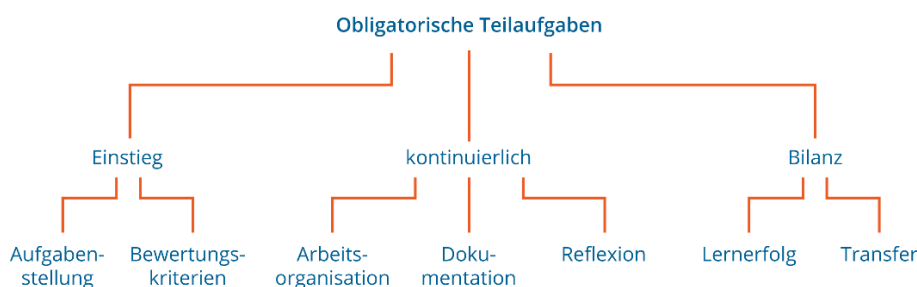 Obligatorische Teilaufgaben
Einstieg
kontinuierlich
Bilanz
Aufgaben-
stellung
Bewertungs-
kriterien
Arbeits-
organisation
Doku-
mentation
Reflexion
Lernerfolg
Transfer